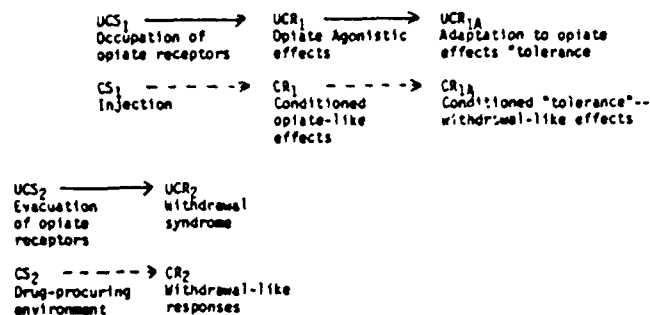 UCS1 UCR1 UCR1A
Occupation of Opiate Agonistic Adaptation to opiate
opiate receptors effects effects "tolerance
CS1 CR1 CR1A
Injection Conditioned Conditioned "tolerance"--
opiate-like withdrawal-like effects
effects
UCS2 UCR2
Evacuation Withdrawal
of opiate syndrome
receptors
CS2 CR2
Drug-procuring Withdrawal-like
environment responses